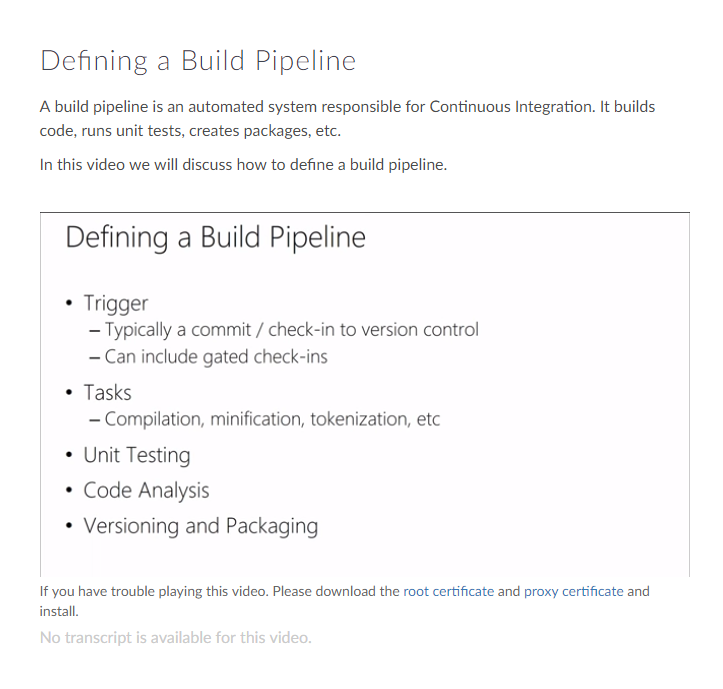 Defining a Build Pipeline
A build pipeline is an automated system responsible for Continuous Integration. It builds
code, runs unit tests, creates packages, etc.
In this video we will discuss how to define a build pipeline.
Defining a Build Pipeline
• Trigger
– Typically a commit / check-in to version control
– Can include gated check-ins
• Tasks
– Compilation, minification, tokenization, etc
• Unit Testing
• Code Analysis
• Versioning and Packaging
If you have trouble playing this video. Please download the root certificate and proxy certificate and
install.
No transcript is available for this video.